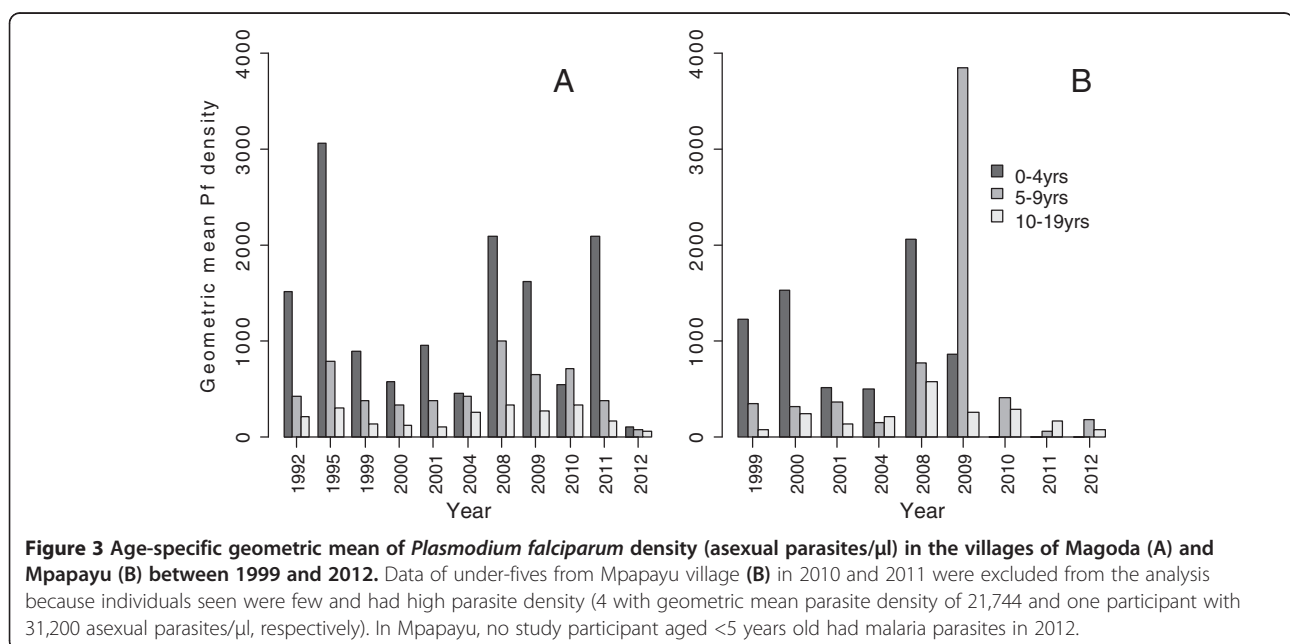 A
B
Geometric mean Pf density
0
1000
2000
3000
4000
1992
1995
1999
2000
2001
2004
2008
2009
2010
2011
2012
Year
0
1000
2000
3000
4000
0-4yrs
5-9yrs
10-19yrs
1999
2000
2001
2004
2008
2009
2010
2011
2012
Year
Figure 3 Age-specific geometric mean of Plasmodium falciparum density (asexual parasites/μl) in the villages of Magoda (A) and
Mpapayu (B) between 1999 and 2012. Data of under-fives from Mpapayu village (B) in 2010 and 2011 were excluded from the analysis
because individuals seen were few and had high parasite density (4 with geometric mean parasite density of 21,744 and one participant with
31,200 asexual parasites/μl, respectively). In Mpapayu, no study participant aged <5 years old had malaria parasites in 2012.